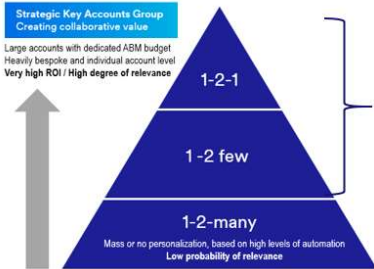 Strategic Key Accounts Group
Creating collaborative value
Large accounts with dedicated ABM budget
Heavily bespoke and individual account level
Very high ROI / High degree of relevance
1-2-1
1 -2 few
1-2-many
Mass or no personalization, based on high levels of automation
Low probability of relevance